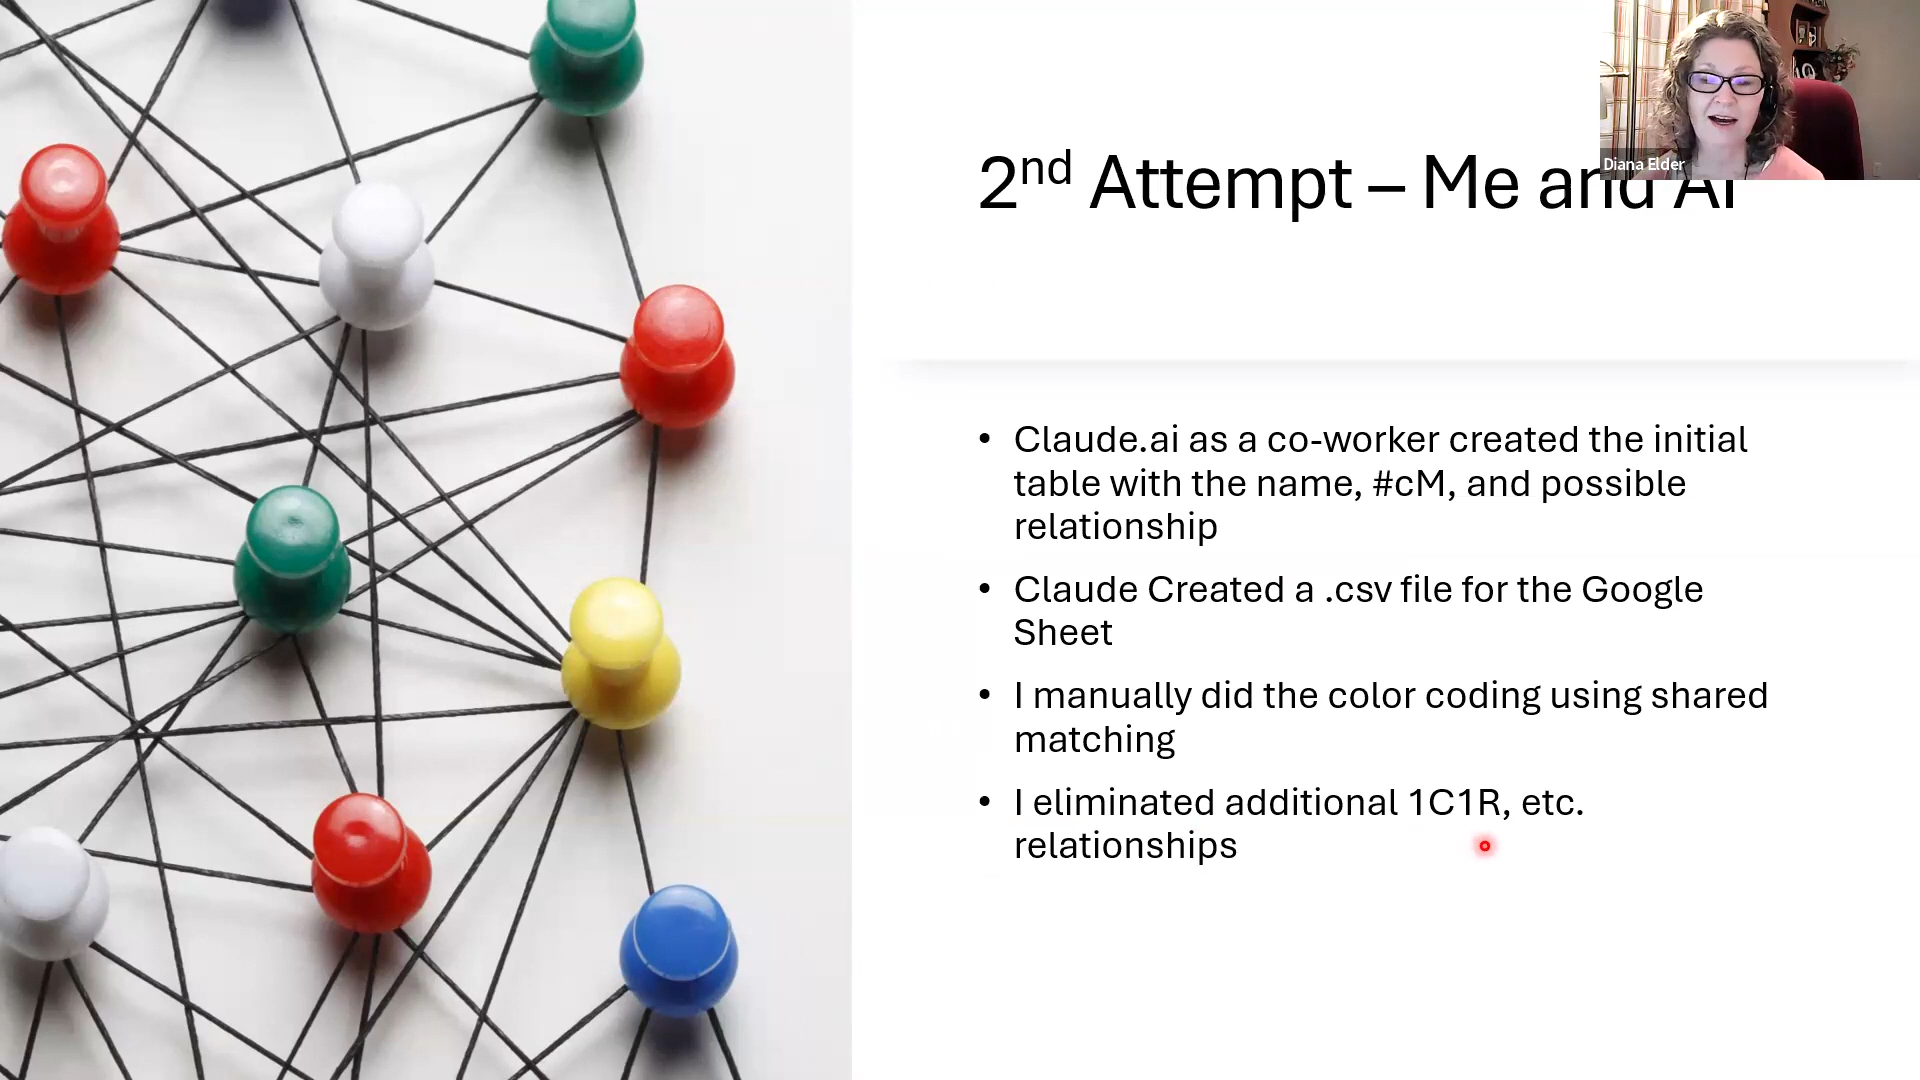 Diana Elder
2nd Attempt – Me and AI
• Claude.ai as a co-worker created the initial
table with the name, #cM, and possible
relationship
• Claude Created a .csv file for the Google
Sheet
• I manually did the color coding using shared
matching
• I eliminated additional 1C1R, etc.
relationships